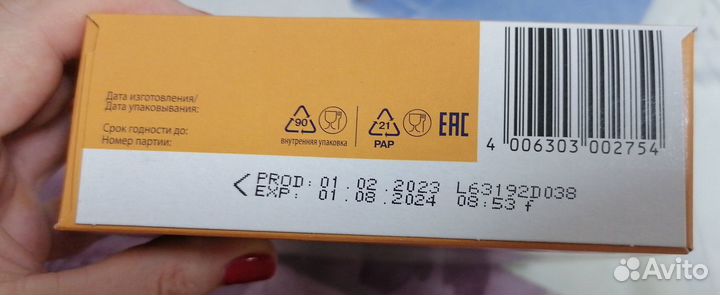 Дата изготовления/
Дата упаковывания:
Срок годности до:
Номер партии:
90
внутренняя упаковка
21
PAP
EAC
4 006303 002754
< PROD: 01.02.2023 L63192D038
EXP: 01.08.2024 08:53 f
Avito